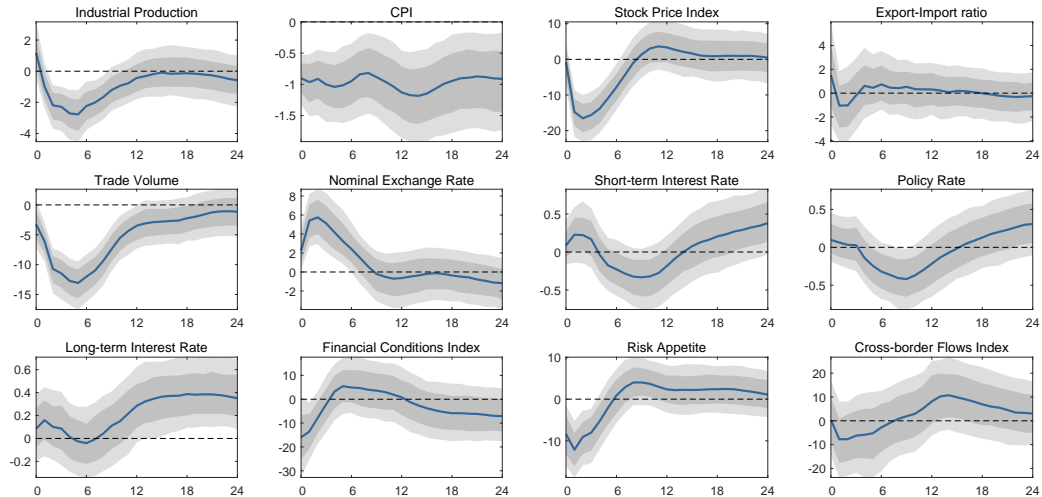 Industrial Production
2
0
-2
-4
0 6 12 18 24
CPI
0
-0.5
-1
-1.5
0 6 12 18 24
Stock Price Index
10
0
-10
-20
0 6 12 18 24
Export-Import ratio
6
4
2
0
-2
-4
0 6 12 18 24
Trade Volume
0
-5
-10
-15
0 6 12 18 24
Nominal Exchange Rate
8
6
4
2
0
-2
0 6 12 18 24
Short-term Interest Rate
0.5
0
-0.5
0 6 12 18 24
Policy Rate
0.5
0
-0.5
0 6 12 18 24
Long-term Interest Rate
0.6
0.4
0.2
0
-0.2
0 6 12 18 24
Financial Conditions Index
10
0
-10
-20
-30
0 6 12 18 24
Risk Appetite
10
0
-10
0 6 12 18 24
Cross-border Flows Index
20
10
0
-10
-20
0 6 12 18 24